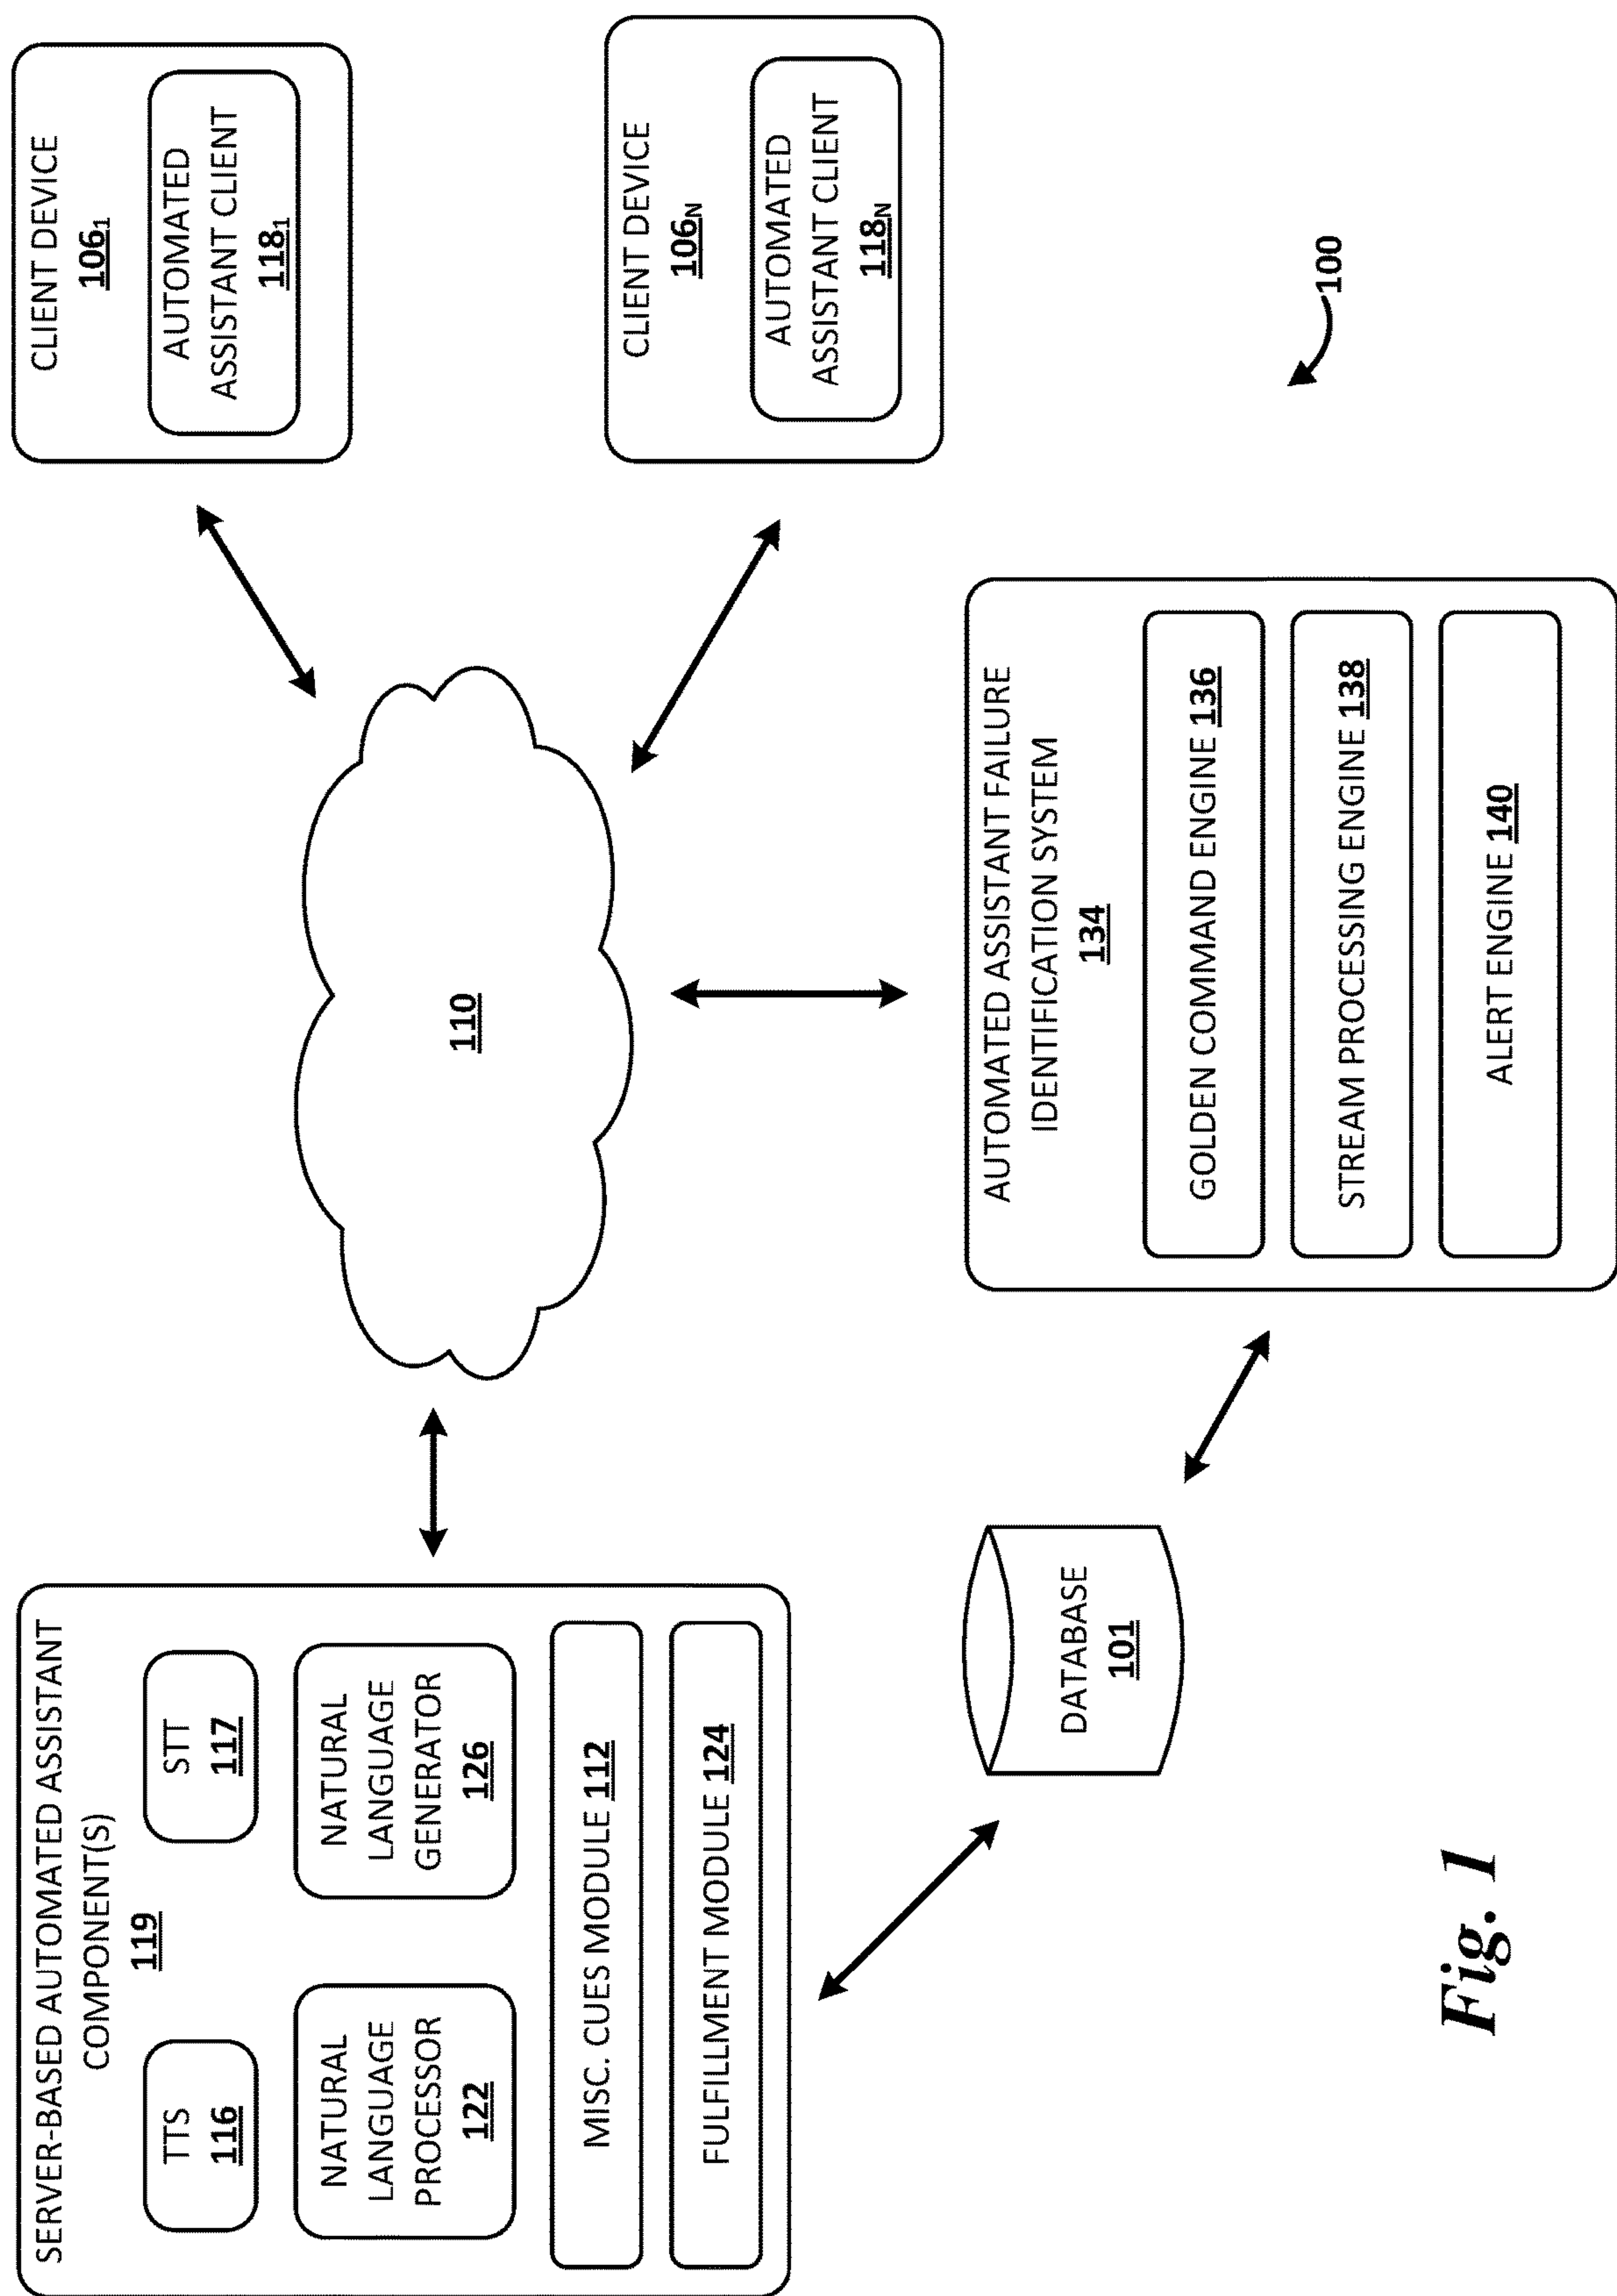 SERVER-BASED AUTOMATED ASSISTANT
COMPONENT(S)
119
TTS
116
STT
117
NATURAL
LANGUAGE
PROCESSOR
122
NATURAL
LANGUAGE
GENERATOR
126
MISC. CUES MODULE 112
FULFILLMENT MODULE 124
110
CLIENT DEVICE
106₁
AUTOMATED
ASSISTANT CLIENT
118₁
CLIENT DEVICE
106N
AUTOMATED
ASSISTANT CLIENT
118N
DATABASE
101
AUTOMATED ASSISTANT FAILURE
IDENTIFICATION SYSTEM
134
GOLDEN COMMAND ENGINE 136
STREAM PROCESSING ENGINE 138
ALERT ENGINE 140
100
Fig. 1